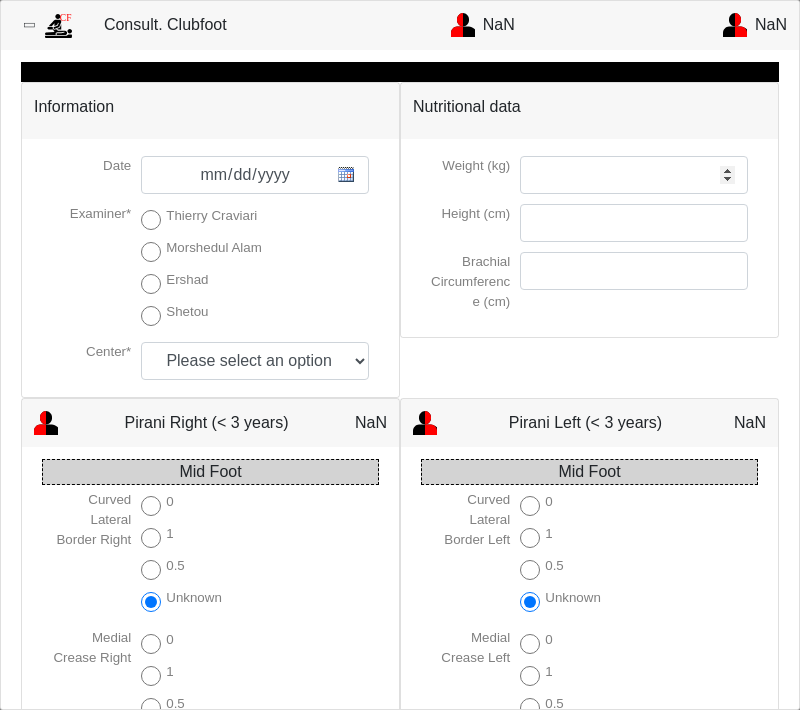 CF
Consult. Clubfoot
NaN
NaN
Information
Date
mm/dd/yyyy
Examiner*
Thierry Craviari
Morshedul Alam
Ershad
Shetou
Center*
Please select an option
Nutritional data
Weight (kg)
Height (cm)
Brachial
Circumferenc
e (cm)
Pirani Right (< 3 years)
NaN
Mid Foot
Curved
Lateral
Border Right
0
1
0.5
Unknown
Medial
Crease Right
0
1
0.5
Pirani Left (< 3 years)
NaN
Mid Foot
Curved
Lateral
Border Left
0
1
0.5
Unknown
Medial
Crease Left
0
1
0.5